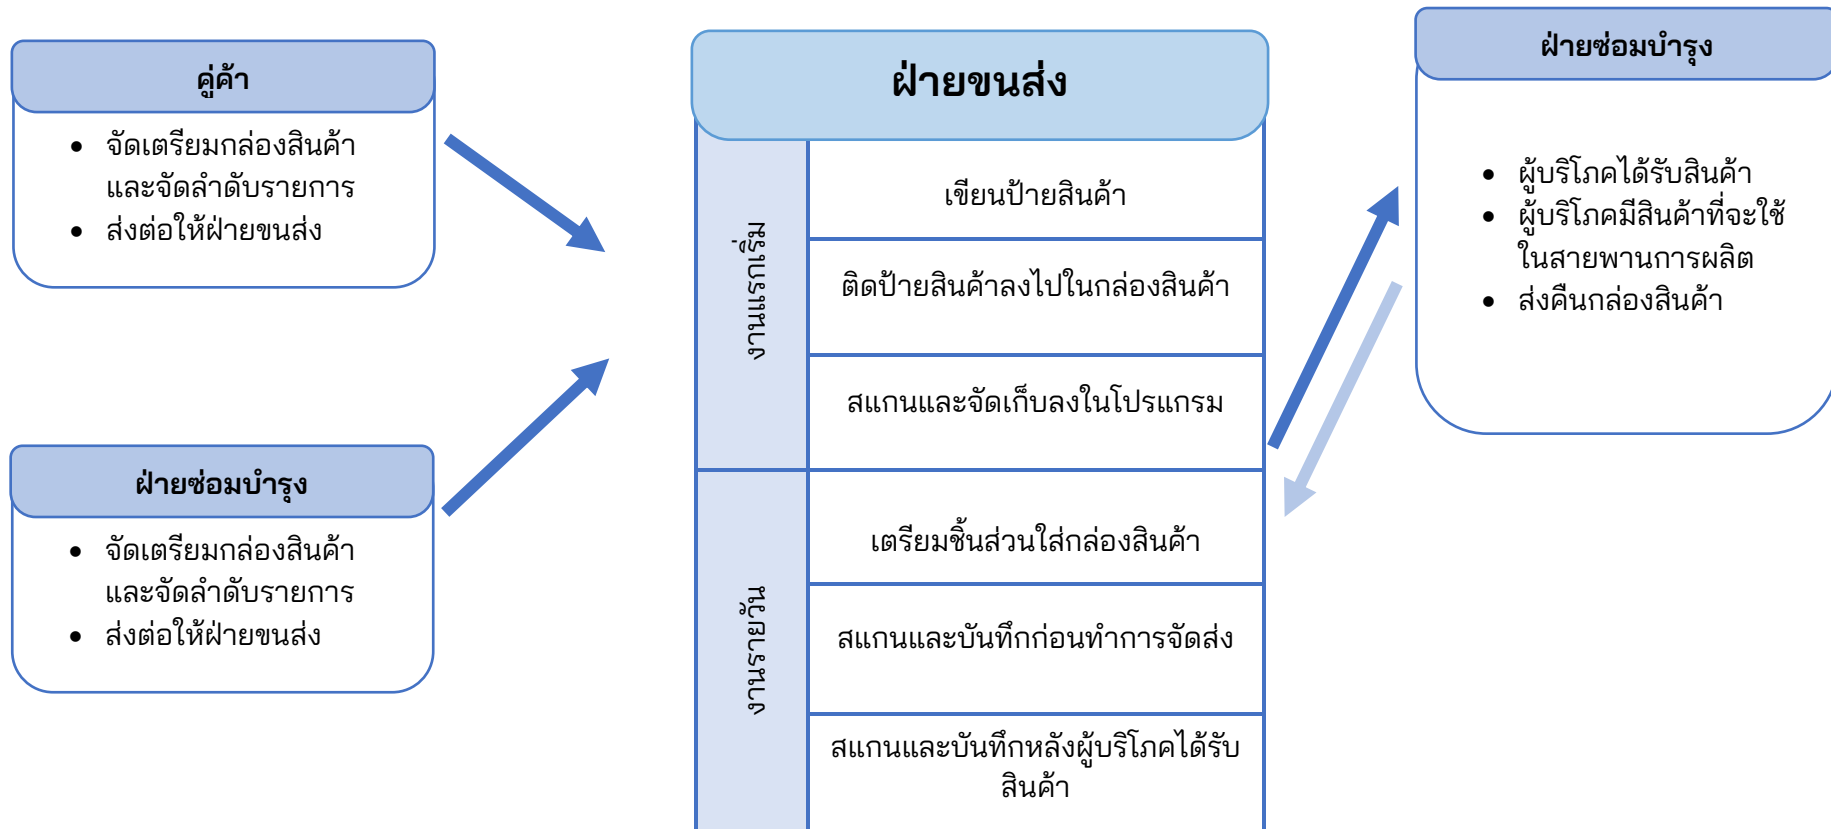 คู่ค้า
• จัดเตรียมกล่องสินค้า
และจัดลำดับรายการ
• ส่งต่อให้ฝ่ายขนส่ง
ฝ่ายซ่อมบำรุง
• จัดเตรียมกล่องสินค้า
และจัดลำดับรายการ
• ส่งต่อให้ฝ่ายขนส่ง
ฝ่ายขนส่ง
งานแรกเริ่ม
เขียนป้ายสินค้า
ติดป้ายสินค้าลงไปในกล่องสินค้า
สแกนและจัดเก็บลงในโปรแกรม
งานรายวัน
เตรียมชิ้นส่วนใส่กล่องสินค้า
สแกนและบันทึกก่อนทำการจัดส่ง
สแกนและบันทึกหลังผู้บริโภคได้รับ
สินค้า
ฝ่ายซ่อมบำรุง
• ผู้บริโภคได้รับสินค้า
• ผู้บริโภคมีสินค้าที่จะใช้
ในสายพานการผลิต
• ส่งคืนกล่องสินค้า